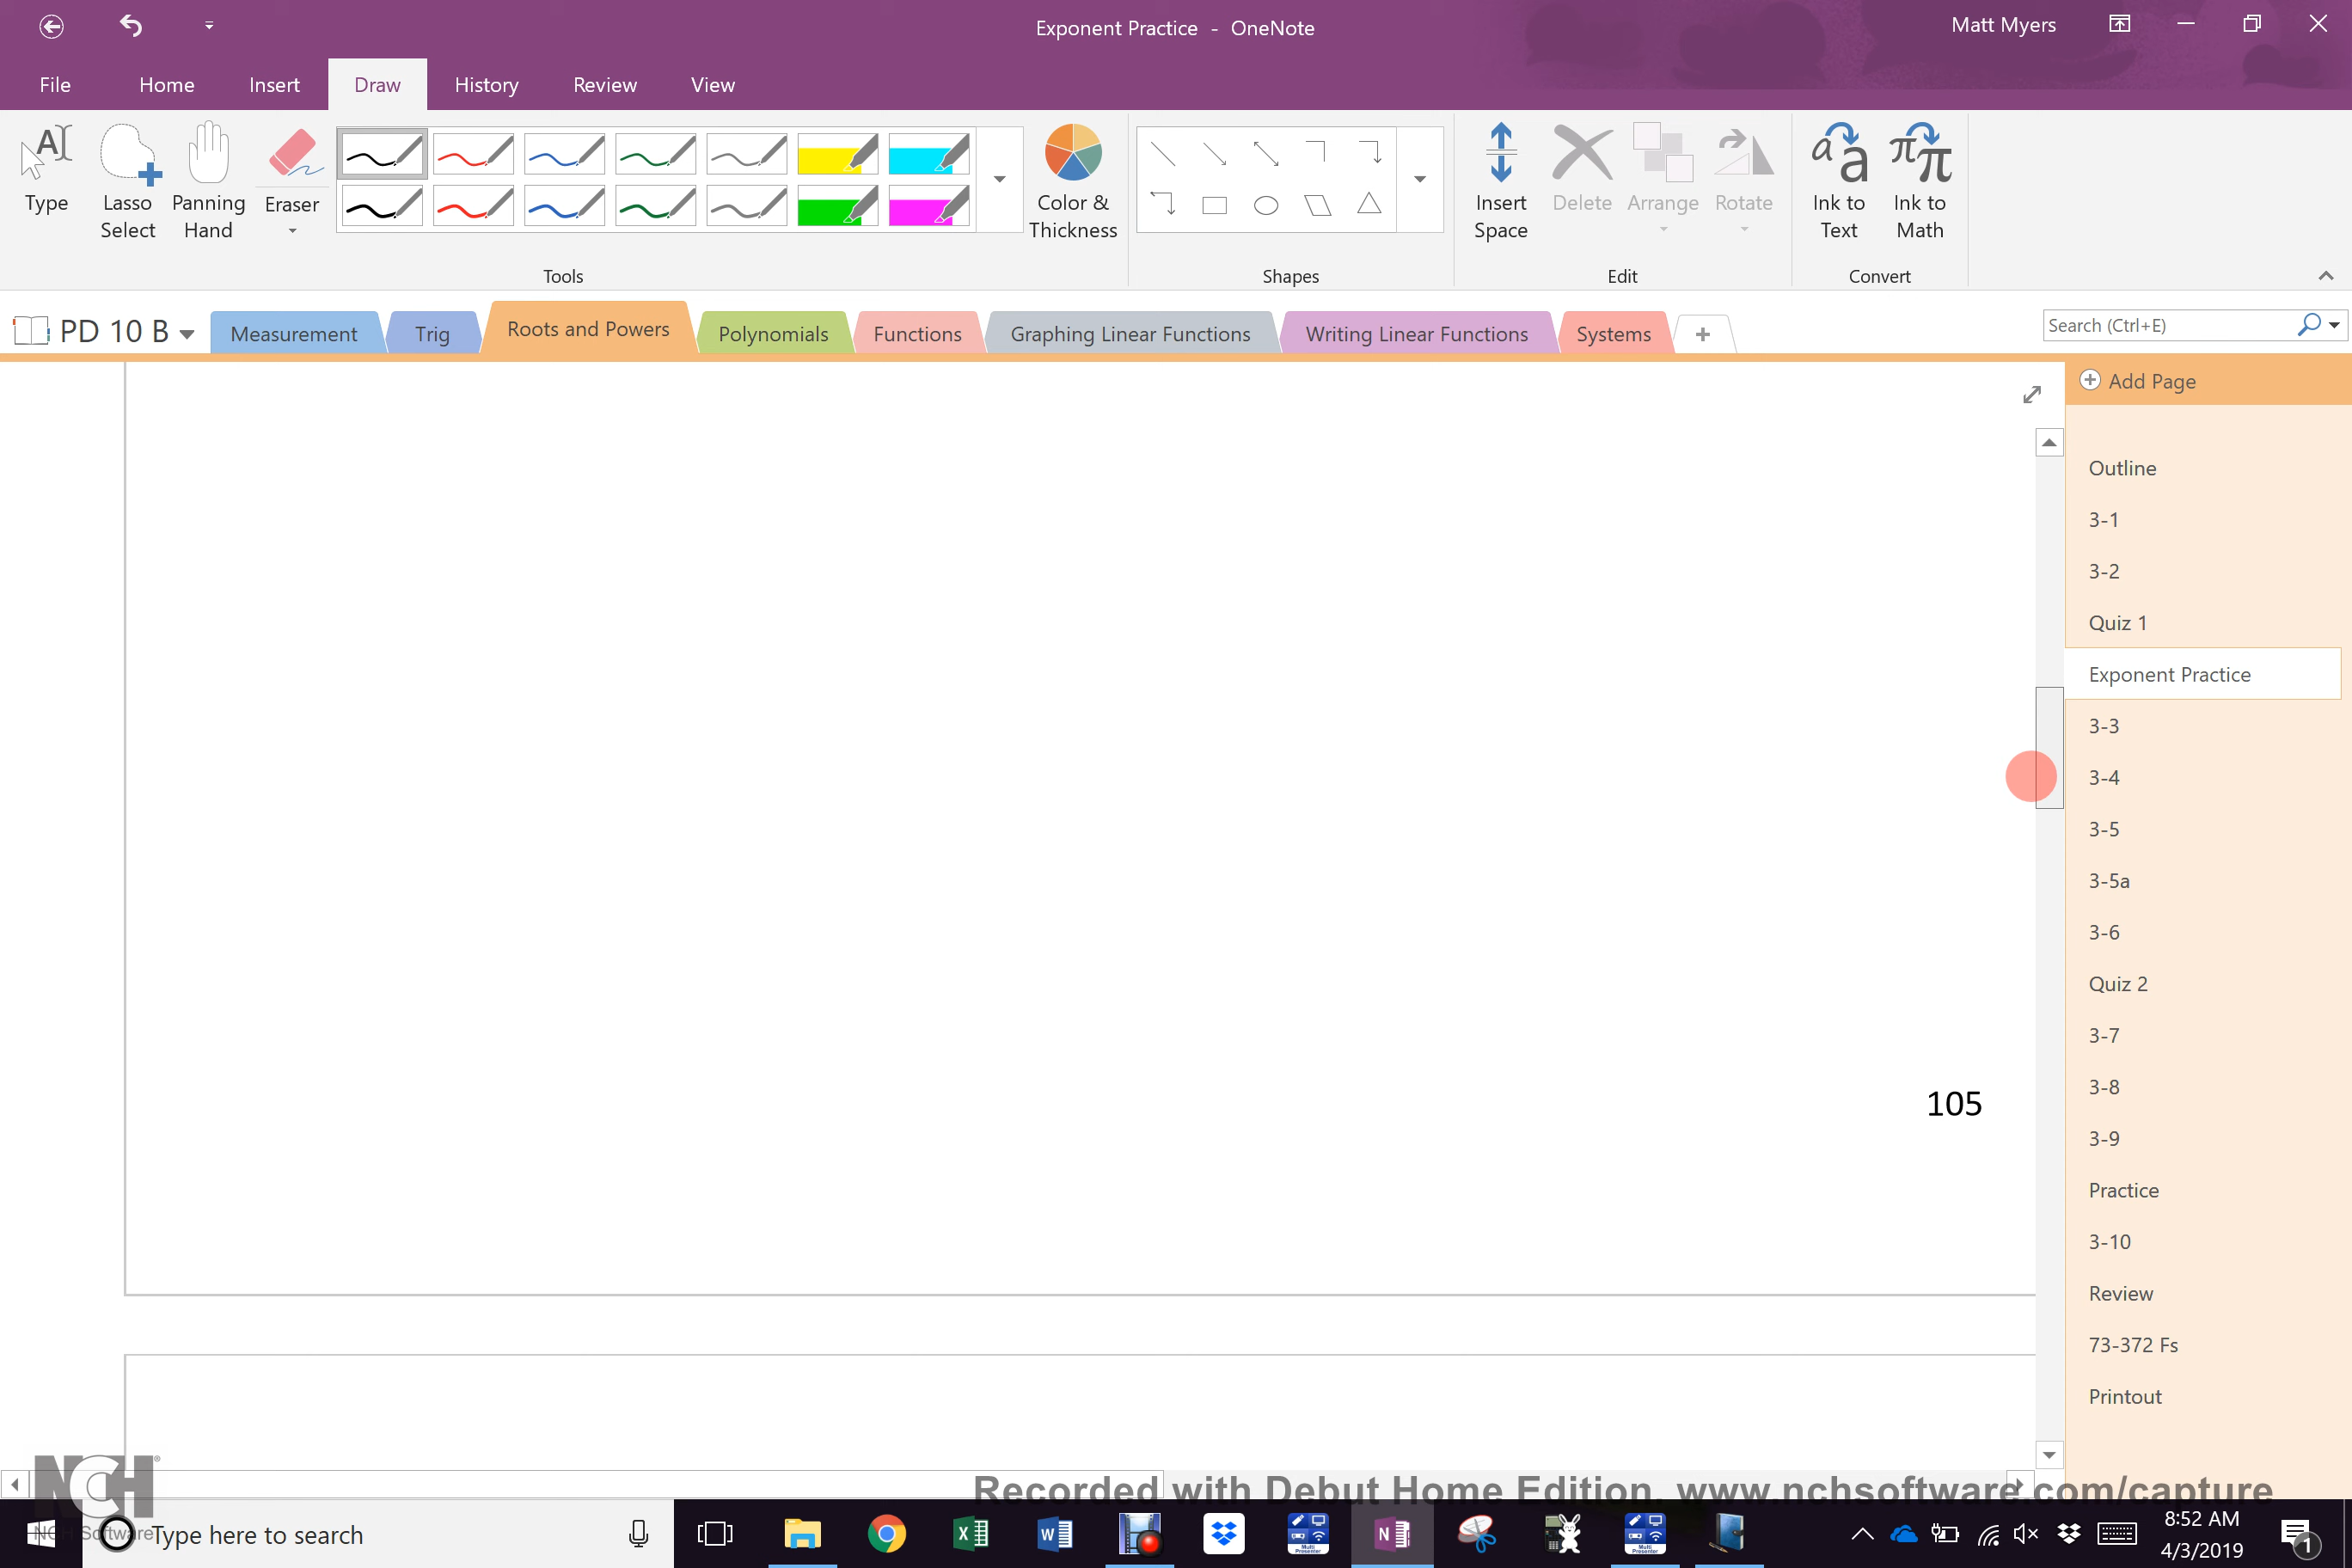 Exponent Practice - OneNote
Matt Myers
File Home Insert Draw History Review View
Type
Lasso Select
Panning Hand
Eraser
Color & Thickness
Insert Space
Delete
Arrange
Rotate
Ink to Text
Ink to Math
Tools
Shapes
Edit
Convert
PD 10 B
Measurement Trig Roots and Powers Polynomials Functions Graphing Linear Functions Writing Linear Functions Systems +
Search (Ctrl+E)
Add Page
Outline
3-1
3-2
Quiz 1
Exponent Practice
3-3
3-4
3-5
3-5a
3-6
Quiz 2
3-7
3-8
3-9
Practice
3-10
Review
73-372 Fs
Printout
105
NCH
NCH Software
Recorded with Debut Home Edition. www.nchsoftware.com/capture
Type here to search
8:52 AM
4/3/2019
1